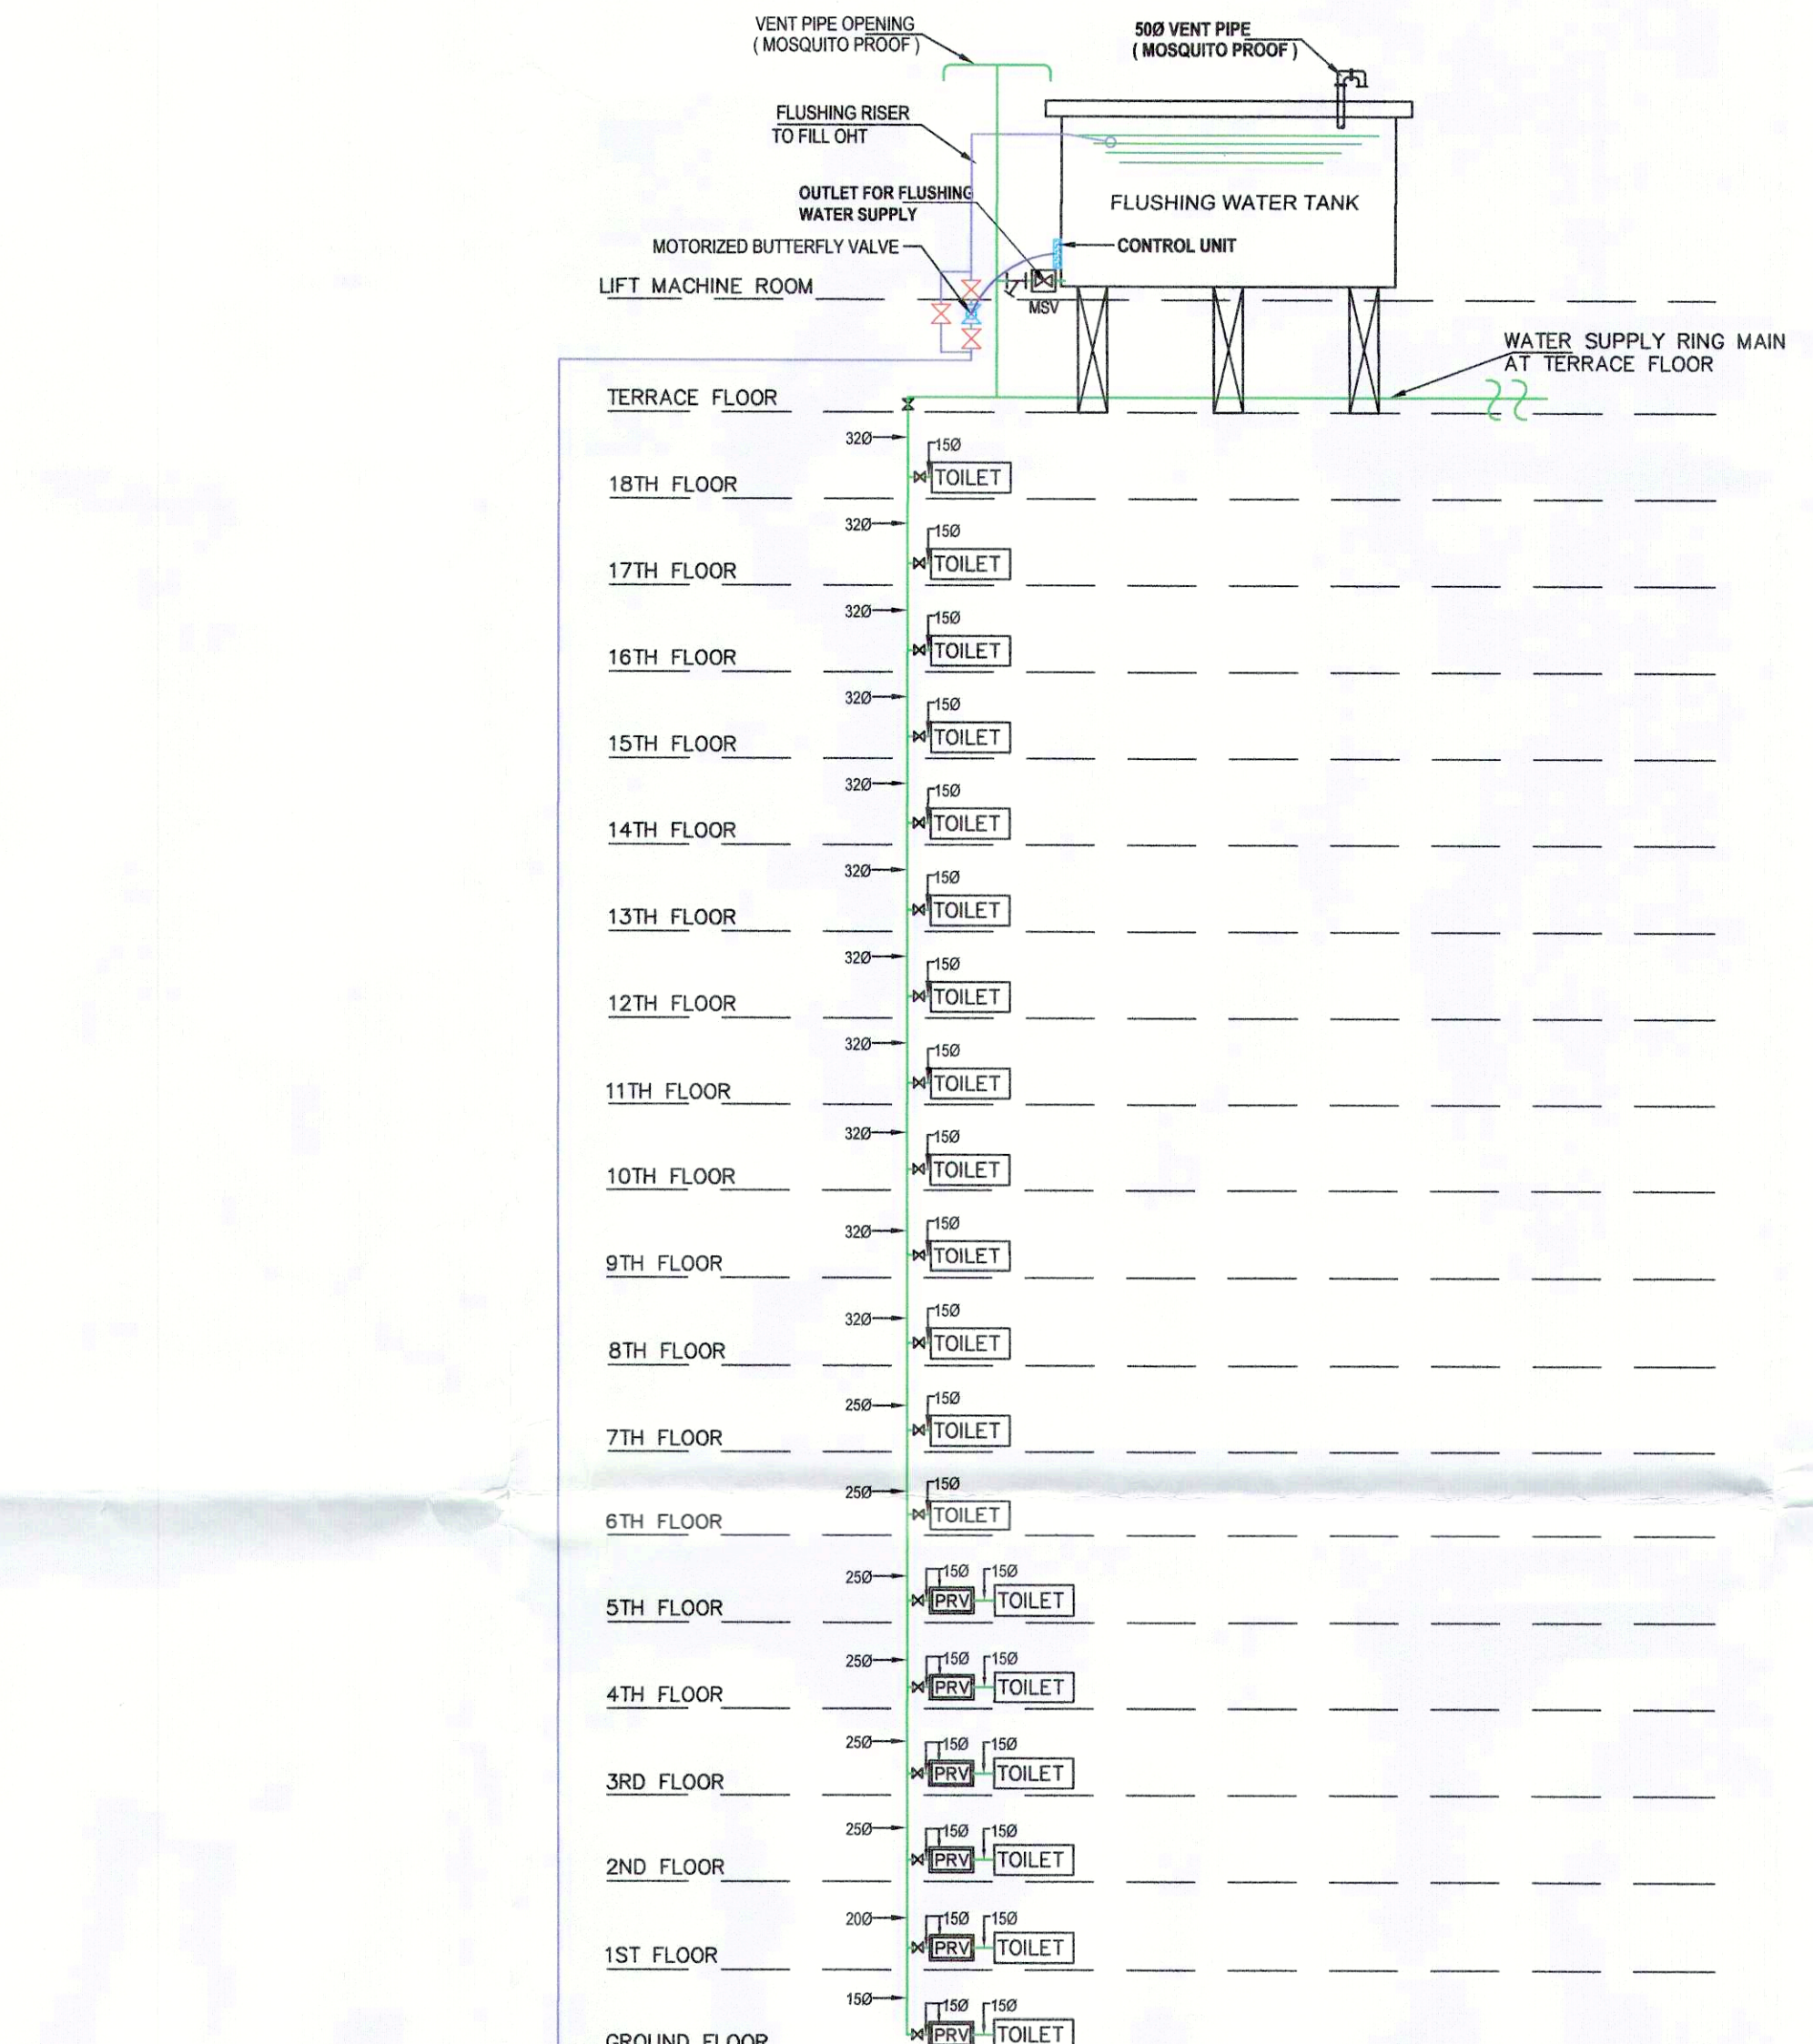 VENT PIPE OPENING
( MOSQUITO PROOF )
50Ø VENT PIPE
( MOSQUITO PROOF )
FLUSHING RISER
TO FILL OHT
OUTLET FOR FLUSHING
WATER SUPPLY
FLUSHING WATER TANK
MOTORIZED BUTTERFLY VALVE
CONTROL UNIT
LIFT MACHINE ROOM
MSV
WATER SUPPLY RING MAIN
AT TERRACE FLOOR
TERRACE FLOOR
32Ø 15Ø
18TH FLOOR TOILET
32Ø 15Ø
17TH FLOOR TOILET
32Ø 15Ø
16TH FLOOR TOILET
32Ø 15Ø
15TH FLOOR TOILET
32Ø 15Ø
14TH FLOOR TOILET
32Ø 15Ø
13TH FLOOR TOILET
32Ø 15Ø
12TH FLOOR TOILET
32Ø 15Ø
11TH FLOOR TOILET
32Ø 15Ø
10TH FLOOR TOILET
32Ø 15Ø
9TH FLOOR TOILET
32Ø 15Ø
8TH FLOOR TOILET
25Ø 15Ø
7TH FLOOR TOILET
25Ø 15Ø
6TH FLOOR TOILET
25Ø 15Ø 15Ø
5TH FLOOR PRV TOILET
25Ø 15Ø 15Ø
4TH FLOOR PRV TOILET
25Ø 15Ø 15Ø
3RD FLOOR PRV TOILET
25Ø 15Ø 15Ø
2ND FLOOR PRV TOILET
20Ø 15Ø 15Ø
1ST FLOOR PRV TOILET
15Ø 15Ø 15Ø
GROUND FLOOR PRV TOILET